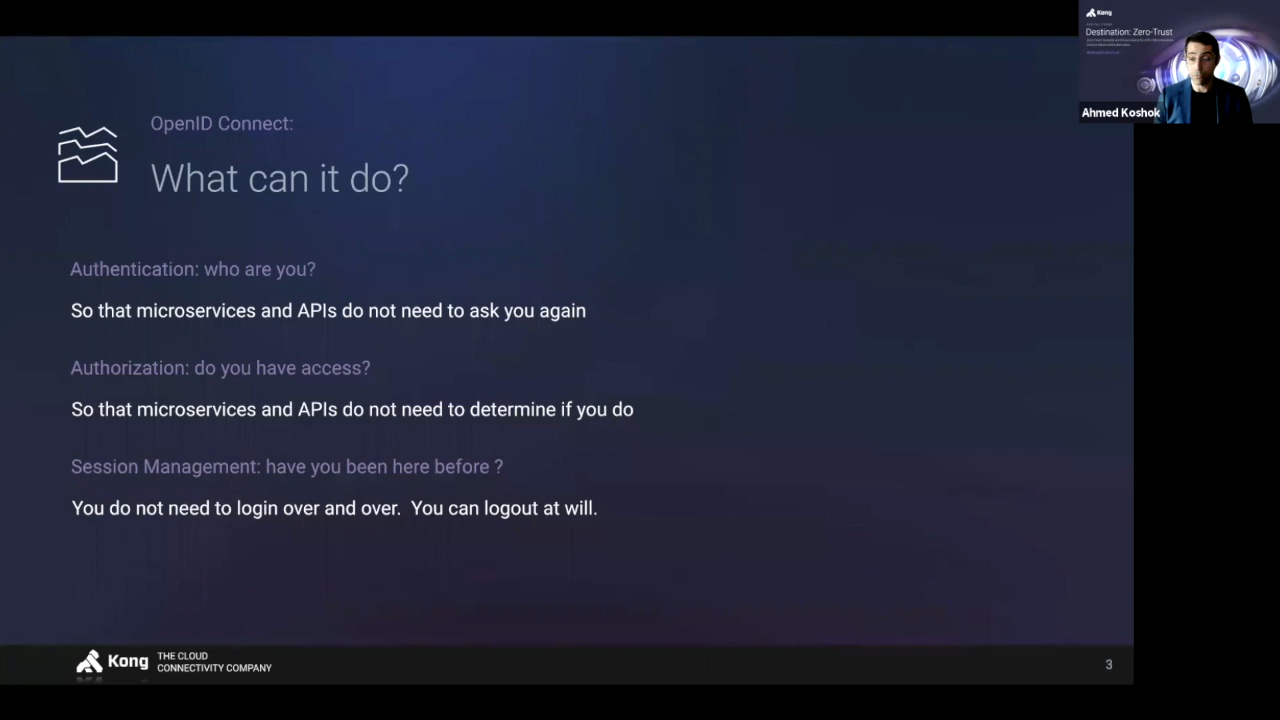 OpenID Connect:
What can it do?
Authentication: who are you?
So that microservices and APIs do not need to ask you again
Authorization: do you have access?
So that microservices and APIs do not need to determine if you do
Session Management: have you been here before ?
You do not need to login over and over. You can logout at will.
Kong
THE CLOUD
CONNECTIVITY COMPANY
3
Kong
Destination: Zero-Trust
Ahmed Koshok